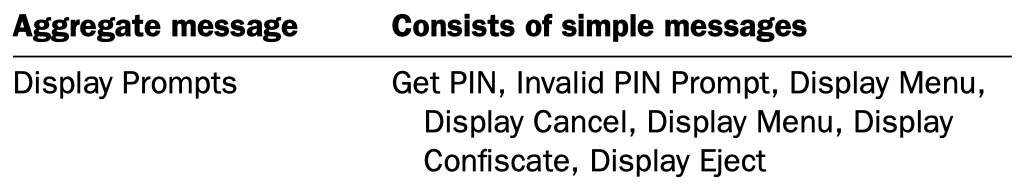 Aggregate message Consists of simple messages
Display Prompts Get PIN, Invalid PIN Prompt, Display Menu,
Display Cancel, Display Menu, Display
Confiscate, Display Eject